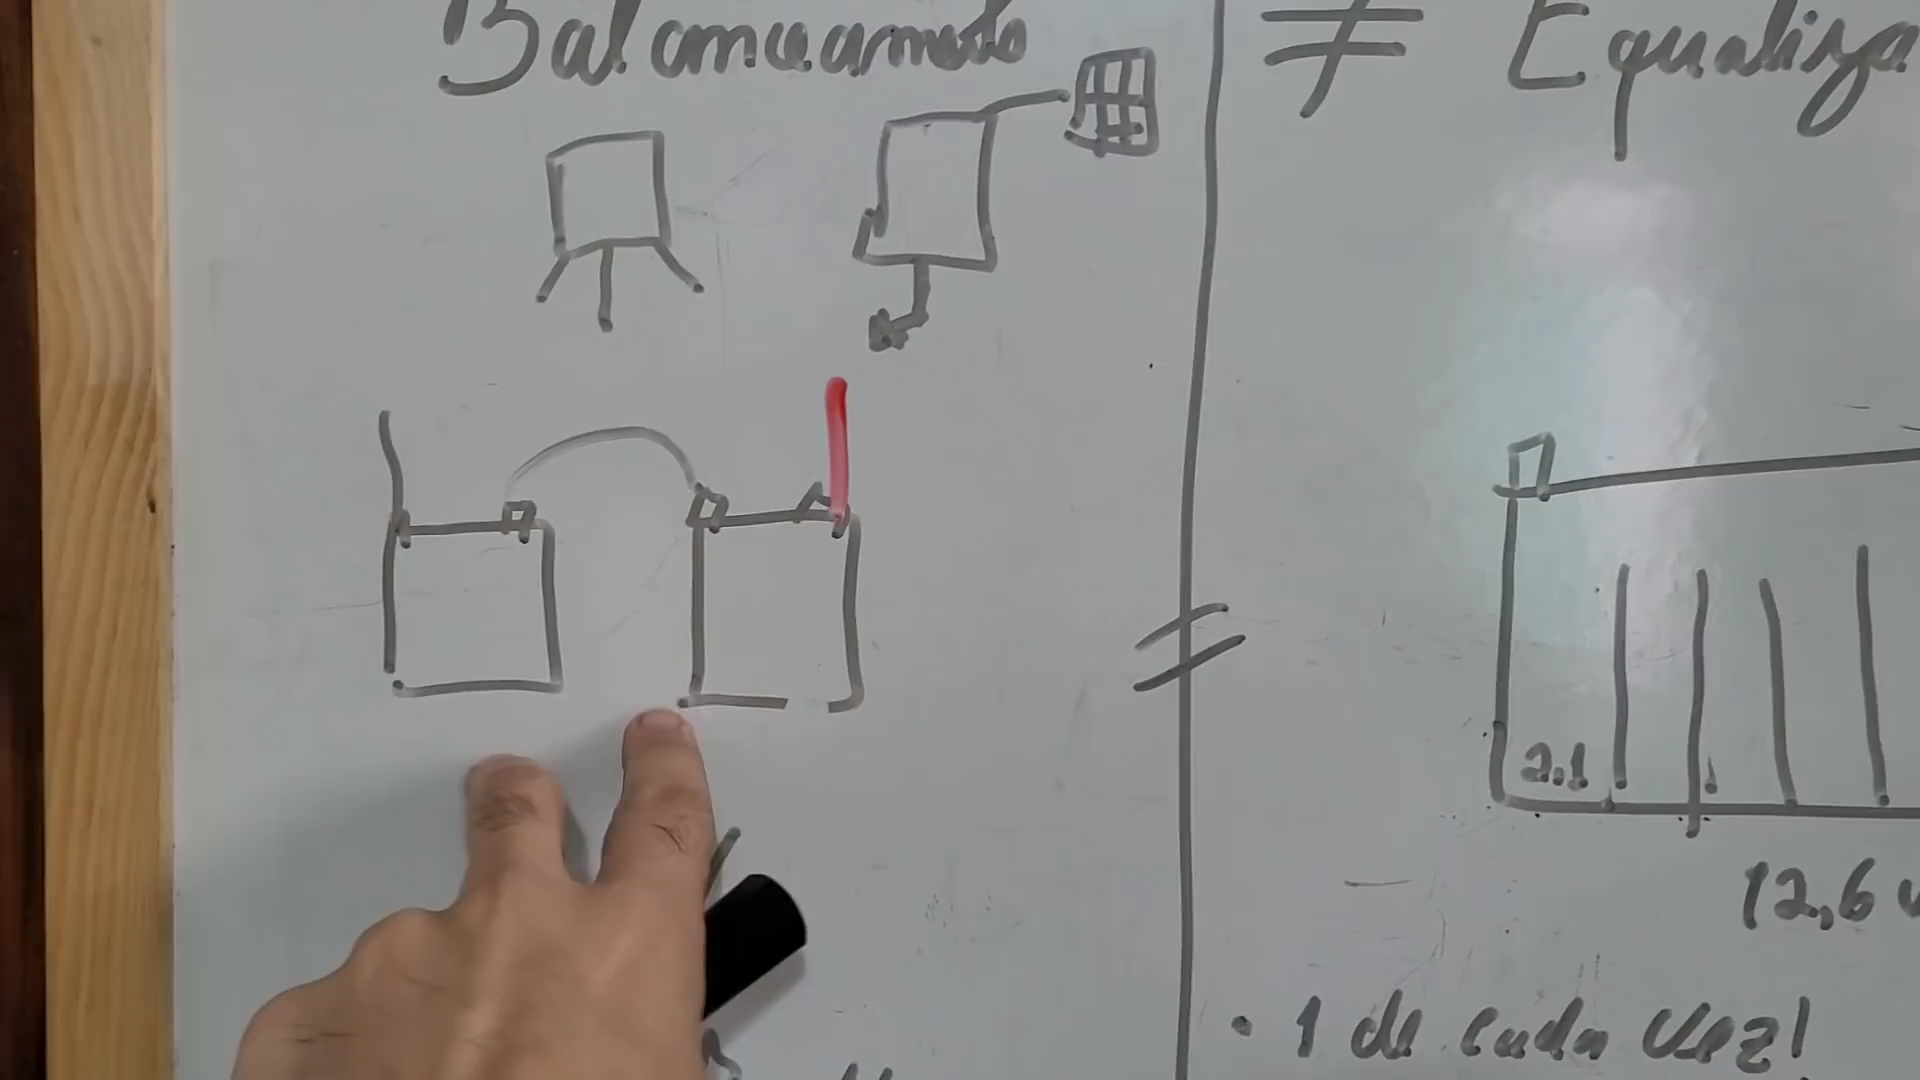 Balanceamento ≠ Equaliza
2,1
12,6 v
• 1 de cada vez!